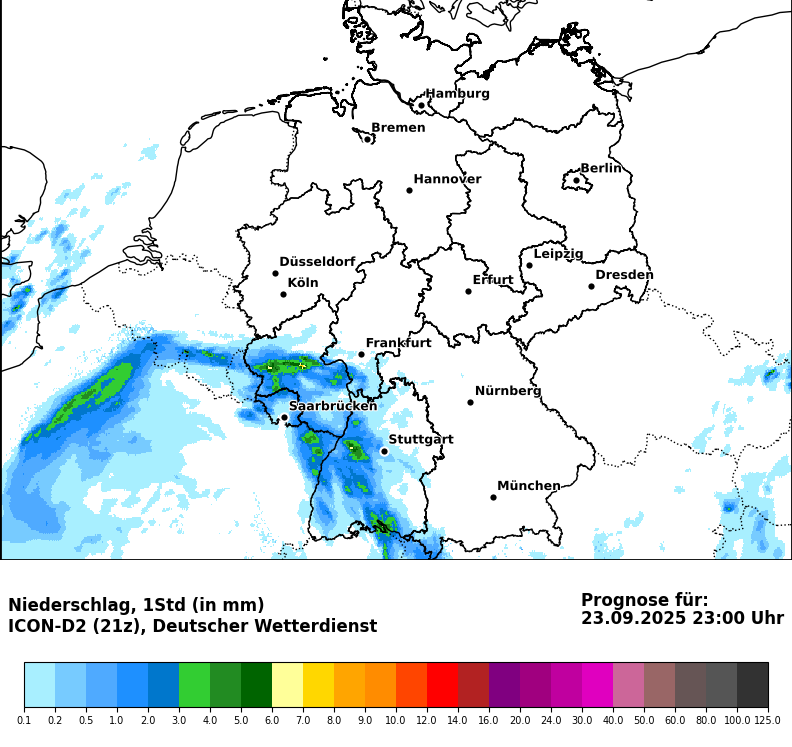 Hamburg
Bremen
Berlin
Hannover
Düsseldorf
Köln
Leipzig
Erfurt
Dresden
Frankfurt
Nürnberg
Saarbrücken
Stuttgart
München
Niederschlag, 1Std (in mm)
ICON-D2 (21z), Deutscher Wetterdienst
Prognose für:
23.09.2025 23:00 Uhr
0.1 0.2 0.5 1.0 2.0 3.0 4.0 5.0 6.0 7.0 8.0 9.0 10.0 12.0 14.0 16.0 20.0 24.0 30.0 40.0 50.0 60.0 80.0 100.0 125.0